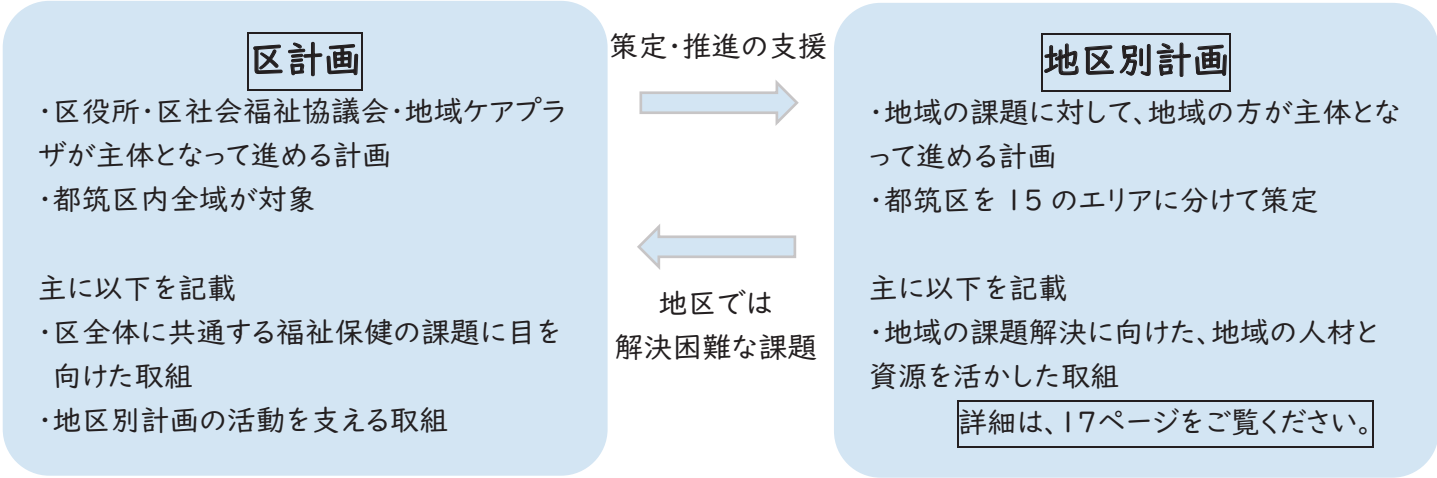 区計画
・区役所・区社会福祉協議会・地域ケアプラ
ザが主体となって進める計画
・都筑区内全域が対象
主に以下を記載
・区全体に共通する福祉保健の課題に目を
向けた取組
・地区別計画の活動を支える取組
策定・推進の支援
地区では
解決困難な課題
地区別計画
・地域の課題に対して、地域の方が主体とな
って進める計画
・都筑区を 15 のエリアに分けて策定
主に以下を記載
・地域の課題解決に向けた、地域の人材と
資源を活かした取組
詳細は、17ページをご覧ください。